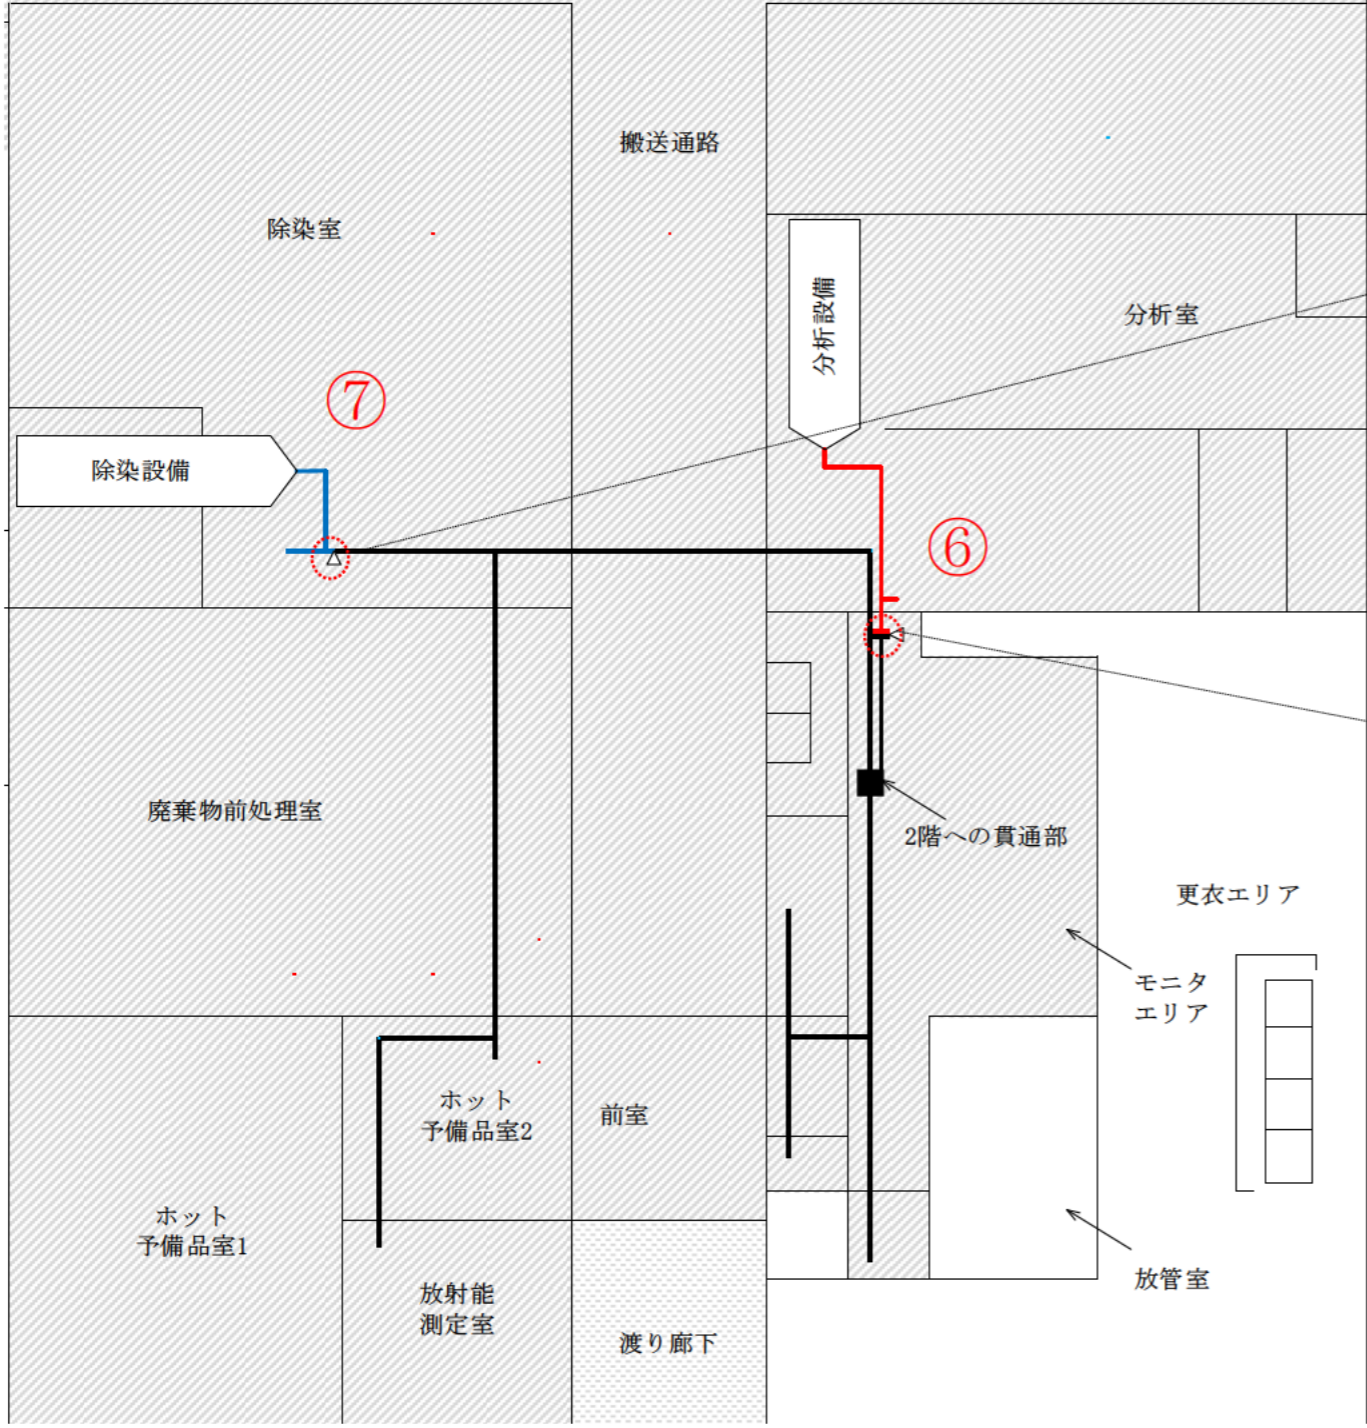 搬送通路
除染室
分析設備
分析室
⑦
除染設備
⑥
廃棄物前処理室
2階への貫通部
更衣エリア
モニタ
エリア
ホット
予備品室2
前室
ホット
予備品室1
放管室
放射能
測定室
渡り廊下